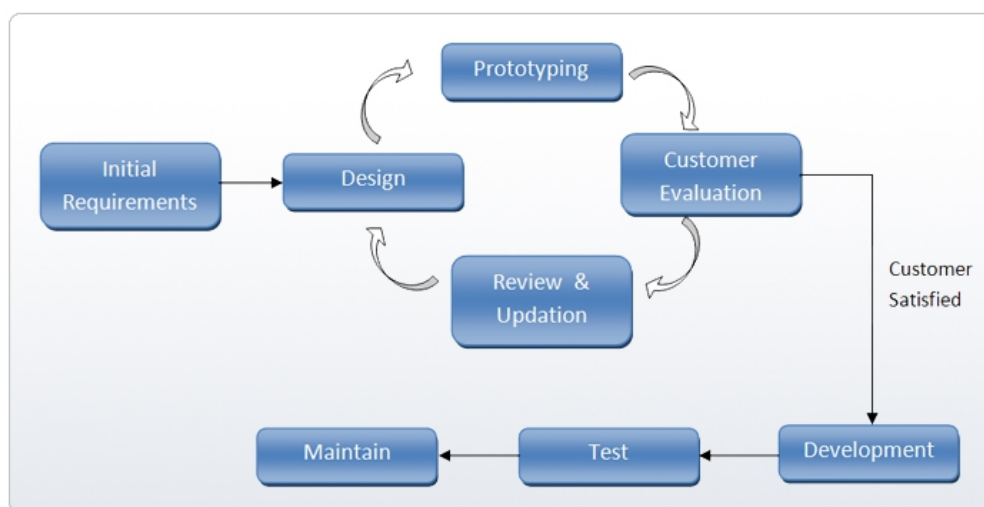 Prototyping
Initial
Requirements
Design
Customer
Evaluation
Review &
Updation
Customer
Satisfied
Maintain
Test
Development